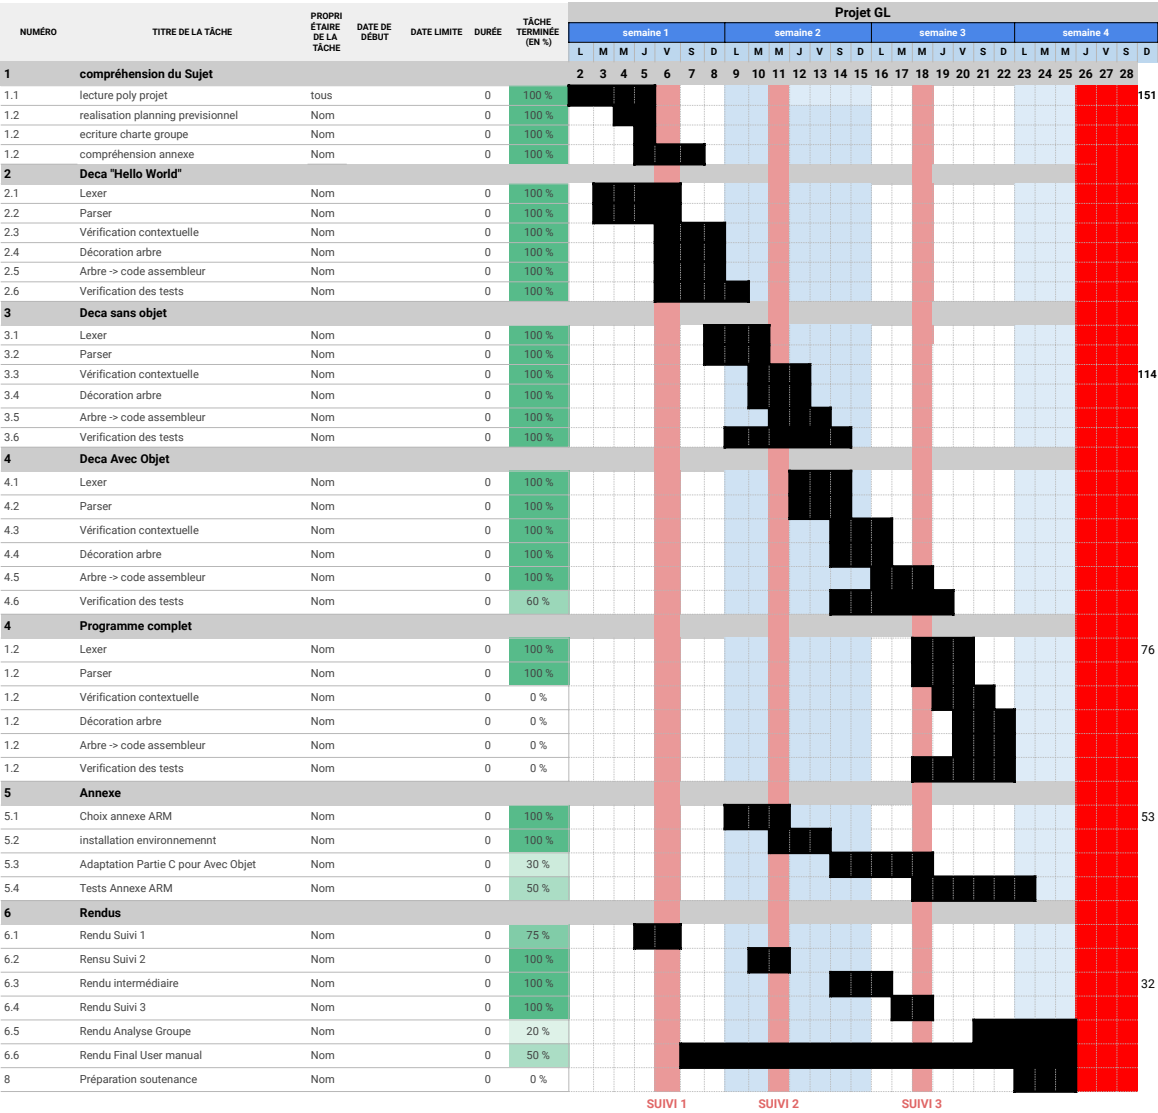 Projet GL
NUMÉRO TITRE DE LA TÂCHE PROPRI ÉTAIRE DE LA TÂCHE DATE DE DÉBUT DATE LIMITE DURÉE TÂCHE TERMINÉE (EN %) semaine 1 semaine 2 semaine 3 semaine 4
L M M J V S D L M M J V S D L M M J V S D L M M J V S D
1 compréhension du Sujet 2 3 4 5 6 7 8 9 10 11 12 13 14 15 16 17 18 19 20 21 22 23 24 25 26 27 28
1.1 lecture poly projet tous 0 100 % 151
1.2 realisation planning previsionnel Nom 0 100 %
1.2 ecriture charte groupe Nom 0 100 %
1.2 compréhension annexe Nom 0 100 %
2 Deca "Hello World"
2.1 Lexer Nom 0 100 %
2.2 Parser Nom 0 100 %
2.3 Vérification contextuelle Nom 0 100 %
2.4 Décoration arbre Nom 0 100 %
2.5 Arbre -> code assembleur Nom 0 100 %
2.6 Verification des tests Nom 0 100 %
3 Deca sans objet
3.1 Lexer Nom 0 100 %
3.2 Parser Nom 0 100 %
3.3 Vérification contextuelle Nom 0 100 % 114
3.4 Décoration arbre Nom 0 100 %
3.5 Arbre -> code assembleur Nom 0 100 %
3.6 Verification des tests Nom 0 100 %
4 Deca Avec Objet
4.1 Lexer Nom 0 100 %
4.2 Parser Nom 0 100 %
4.3 Vérification contextuelle Nom 0 100 %
4.4 Décoration arbre Nom 0 100 %
4.5 Arbre -> code assembleur Nom 0 100 %
4.6 Verification des tests Nom 0 60 %
4 Programme complet
1.2 Lexer Nom 0 100 % 76
1.2 Parser Nom 0 100 %
1.2 Vérification contextuelle Nom 0 0 %
1.2 Décoration arbre Nom 0 0 %
1.2 Arbre -> code assembleur Nom 0 0 %
1.2 Verification des tests Nom 0 0 %
5 Annexe
5.1 Choix annexe ARM Nom 0 100 % 53
5.2 installation environnemennt Nom 0 100 %
5.3 Adaptation Partie C pour Avec Objet Nom 0 30 %
5.4 Tests Annexe ARM Nom 0 50 %
6 Rendus
6.1 Rendu Suivi 1 Nom 0 75 %
6.2 Rensu Suivi 2 Nom 0 100 %
6.3 Rendu intermédiaire Nom 0 100 % 32
6.4 Rendu Suivi 3 Nom 0 100 %
6.5 Rendu Analyse Groupe Nom 0 20 %
6.6 Rendu Final User manual Nom 0 50 %
8 Préparation soutenance Nom 0 0 %
SUIVI 1 SUIVI 2 SUIVI 3